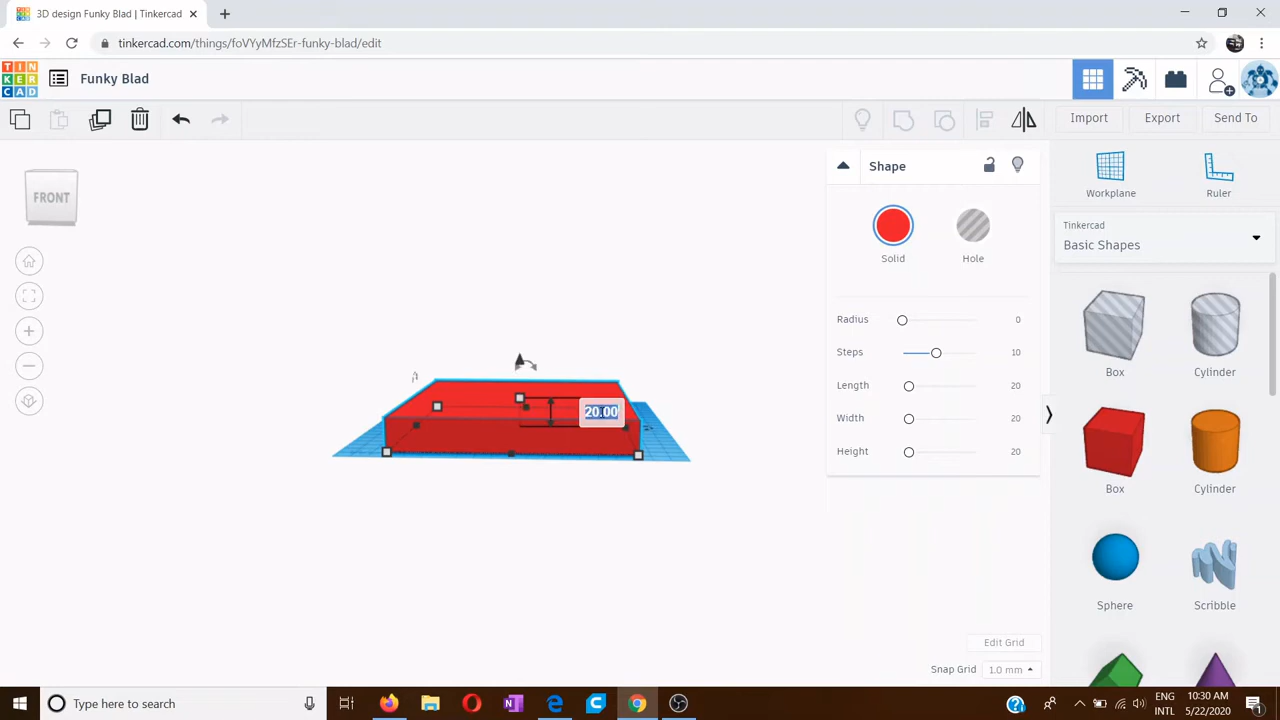 3D design Funky Blad | Tinkercad
tinkercad.com/things/foVYyMfzSEr-funky-blad/edit
TIN
KER
CAD
Funky Blad
Import
Export
Send To
FRONT
Shape
Solid
Hole
Radius 0
Steps 10
Length 20
Width 20
Height 20
20.00
Workplane
Ruler
Tinkercad
Basic Shapes
Box
Cylinder
Box
Cylinder
Sphere
Scribble
Edit Grid
Snap Grid 1.0 mm
Type here to search
ENG
INTL
10:30 AM
5/22/2020